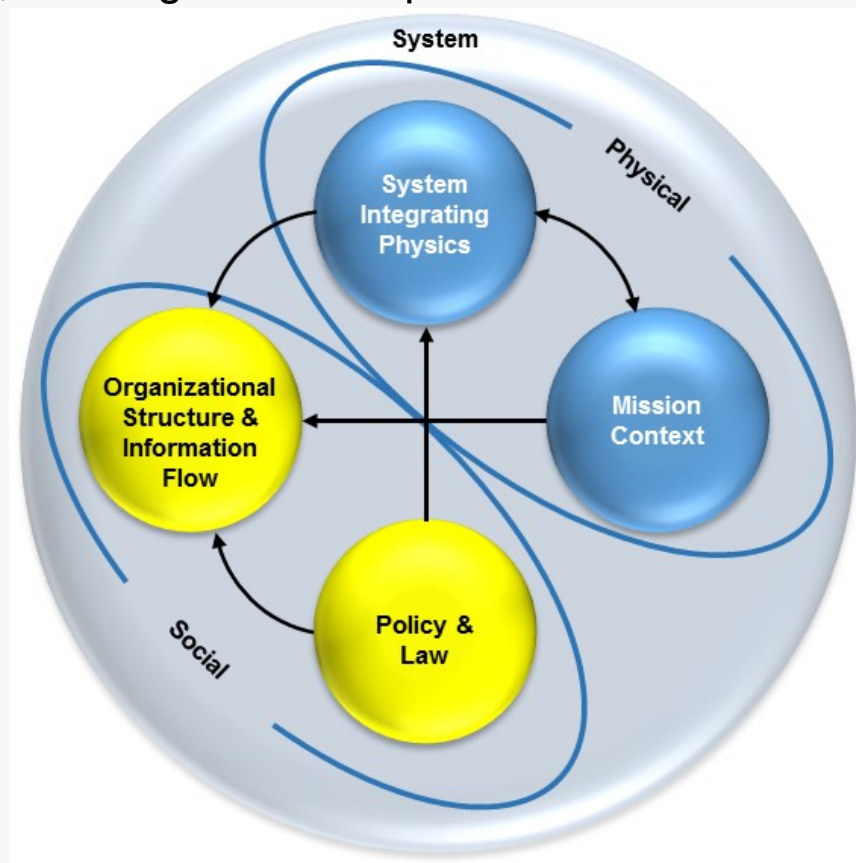 System
Physical
System
Integrating
Physics
Organizational
Structure &
Information
Flow
Mission
Context
Policy &
Law
Social